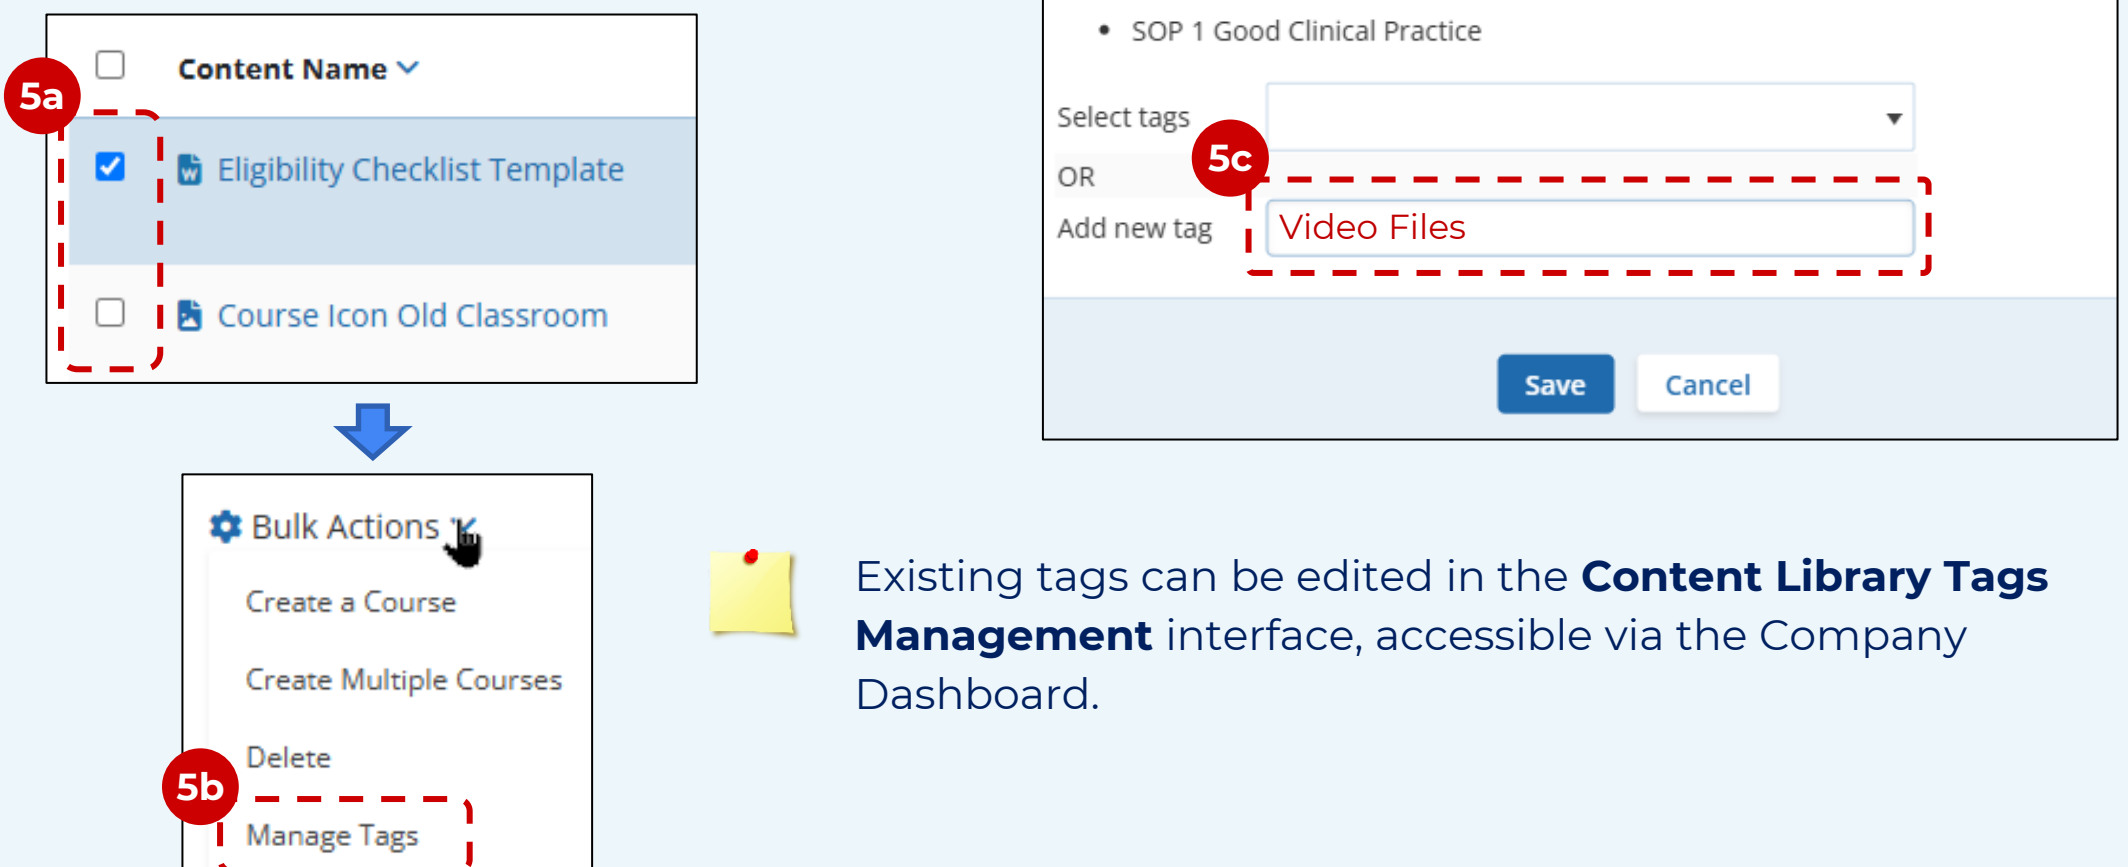 5a
Content Name
Eligibility Checklist Template
Course Icon Old Classroom
Bulk Actions
Create a Course
Create Multiple Courses
Delete
5b
Manage Tags
SOP 1 Good Clinical Practice
Select tags
5c
OR
Add new tag
Video Files
Save
Cancel
Existing tags can be edited in the Content Library Tags
Management interface, accessible via the Company
Dashboard.